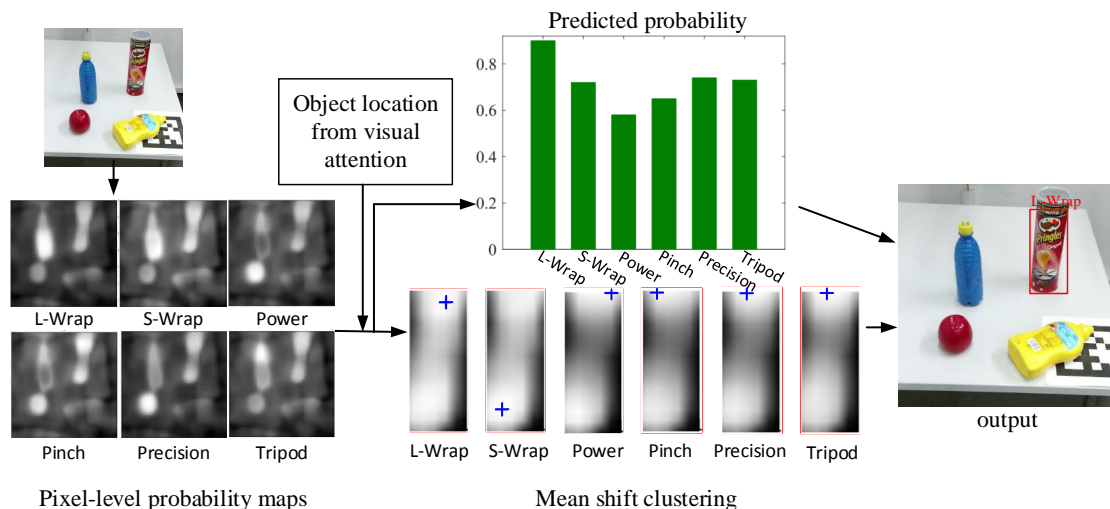 Predicted probability
0.8
0.6
0.4
0.2
0
L-Wrap
S-Wrap
Power
Pinch
Precision
Tripod
Object location
from visual
attention
L-Wrap
S-Wrap
Power
Pinch
Precision
Tripod
Pixel-level probability maps
L-Wrap
S-Wrap
Power
Pinch
Precision
Tripod
Mean shift clustering
L-Wrap
Pringles
output